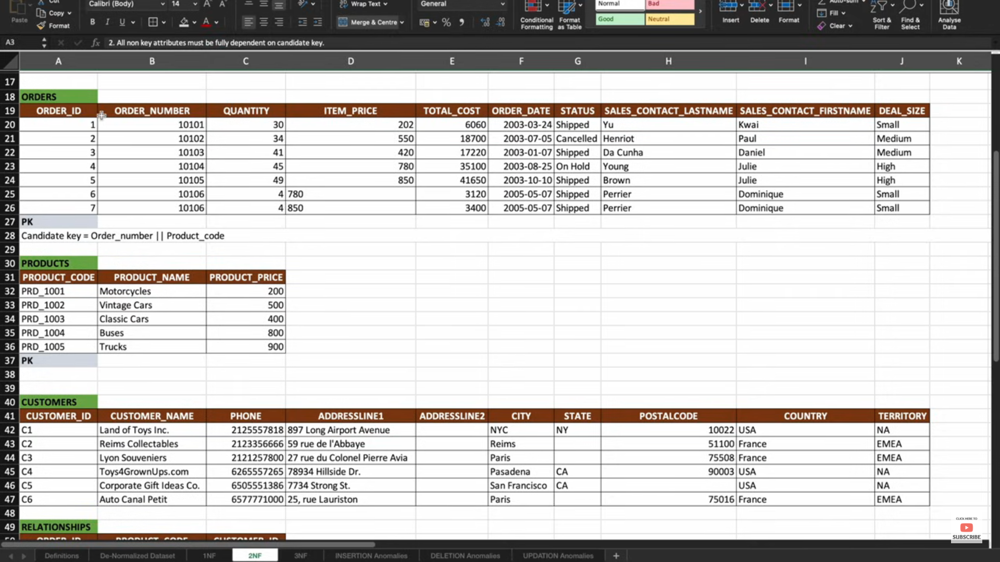 Cut
Calibri (Body) 14 A A Wrap Text General Normal Bad Auto-sum
Paste Copy Fill
Format B I U A Merge & Centre % Conditional Formatting Format as Table Good Neutral Insert Delete Format Clear Sort & Filter Find & Select Analyse Data
A3 fx 2. All non key attributes must be fully dependent on candidate key.
A B C D E F G H I J K
17
18 ORDERS
19 ORDER_ID ORDER_NUMBER QUANTITY ITEM_PRICE TOTAL_COST ORDER_DATE STATUS SALES_CONTACT_LASTNAME SALES_CONTACT_FIRSTNAME DEAL_SIZE
20 1 10101 30 202 6060 2003-03-24 Shipped Yu Kwai Small
21 2 10102 34 550 18700 2003-07-05 Cancelled Henriot Paul Medium
22 3 10103 41 420 17220 2003-01-07 Shipped Da Cunha Daniel Medium
23 4 10104 45 780 35100 2003-08-25 On Hold Young Julie High
24 5 10105 49 850 41650 2003-10-10 Shipped Brown Julie High
25 6 10106 4 780 3120 2005-05-07 Shipped Perrier Dominique Small
26 7 10106 4 850 3400 2005-05-07 Shipped Perrier Dominique Small
27 PK
28 Candidate key = Order_number || Product_code
29
30 PRODUCTS
31 PRODUCT_CODE PRODUCT_NAME PRODUCT_PRICE
32 PRD_1001 Motorcycles 200
33 PRD_1002 Vintage Cars 500
34 PRD_1003 Classic Cars 400
35 PRD_1004 Buses 800
36 PRD_1005 Trucks 900
37 PK
38
39
40 CUSTOMERS
41 CUSTOMER_ID CUSTOMER_NAME PHONE ADDRESSLINE1 ADDRESSLINE2 CITY STATE POSTALCODE COUNTRY TERRITORY
42 C1 Land of Toys Inc. 2125557818 897 Long Airport Avenue NYC NY 10022 USA NA
43 C2 Reims Collectables 2123356666 59 rue de l'Abbaye Reims 51100 France EMEA
44 C3 Lyon Souveniers 2121257800 27 rue du Colonel Pierre Avia Paris 75508 France EMEA
45 C4 Toys4GrownUps.com 6265557265 78934 Hillside Dr. Pasadena CA 90003 USA NA
46 C5 Corporate Gift Ideas Co. 6505551386 7734 Strong St. San Francisco CA USA NA
47 C6 Auto Canal Petit 6577771000 25, rue Lauriston Paris 75016 France EMEA
48
49 RELATIONSHIPS
50 ORDER_ID PRODUCT_CODE CUSTOMER_ID
CLICK HERE TO
SUBSCRIBE
Definitions De-Normalized Dataset 1NF 2NF 3NF INSERTION Anomalies DELETION Anomalies UPDATION Anomalies +